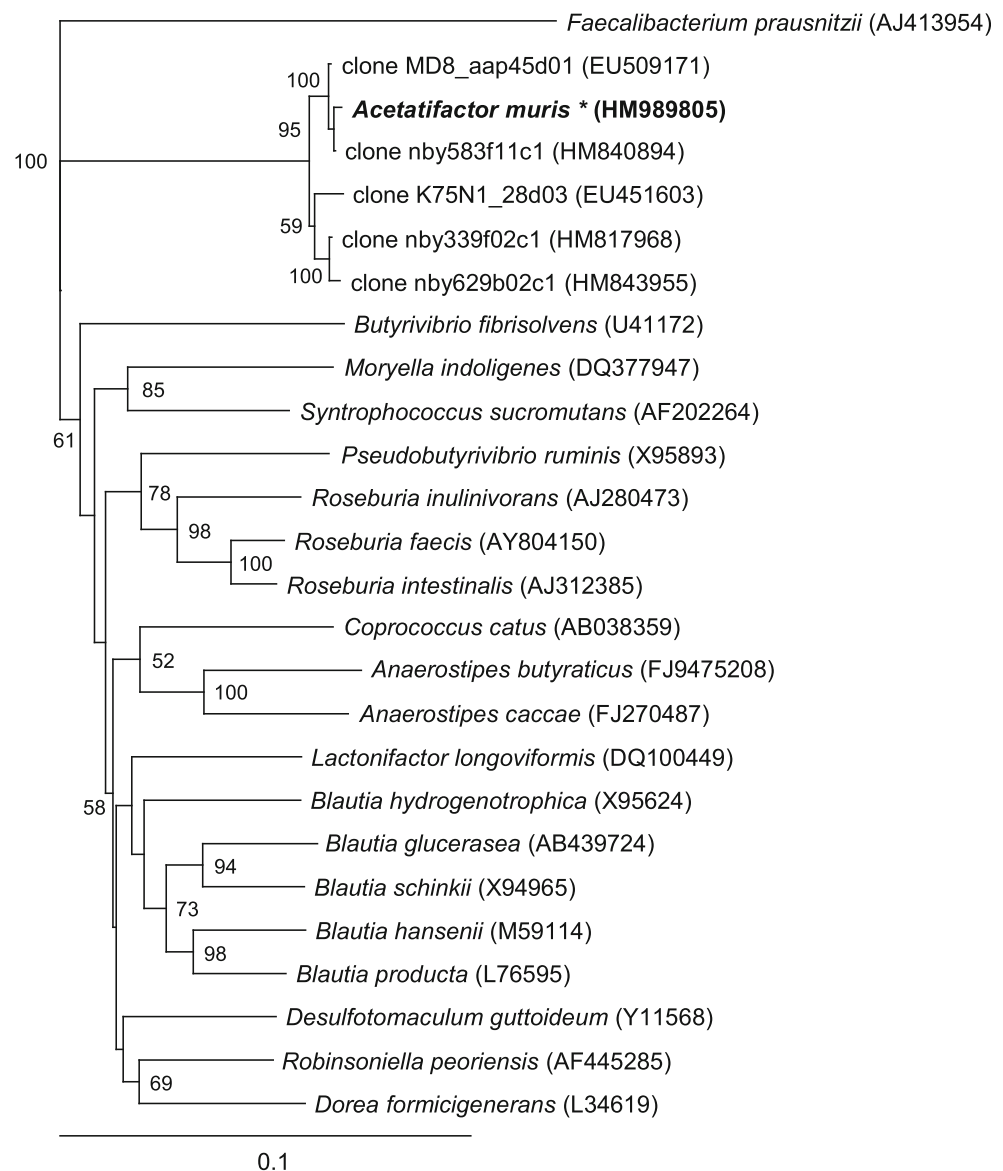 Faecalibacterium prausnitzii (AJ413954)
100 clone MD8_aap45d01 (EU509171)
Acetatifactor muris * (HM989805)
95
100 clone nby583f11c1 (HM840894)
clone K75N1_28d03 (EU451603)
59
clone nby339f02c1 (HM817968)
100 clone nby629b02c1 (HM843955)
Butyrivibrio fibrisolvens (U41172)
Moryella indoligenes (DQ377947)
85
Syntrophococcus sucromutans (AF202264)
61
Pseudobutyrivibrio ruminis (X95893)
78
Roseburia inulinivorans (AJ280473)
98
Roseburia faecis (AY804150)
100
Roseburia intestinalis (AJ312385)
Coprococcus catus (AB038359)
52
Anaerostipes butyraticus (FJ9475208)
100
Anaerostipes caccae (FJ270487)
Lactonifactor longoviformis (DQ100449)
58
Blautia hydrogenotrophica (X95624)
Blautia glucerasea (AB439724)
94
Blautia schinkii (X94965)
73
Blautia hansenii (M59114)
98
Blautia producta (L76595)
Desulfotomaculum guttoideum (Y11568)
Robinsoniella peoriensis (AF445285)
69
Dorea formicigenerans (L34619)
0.1